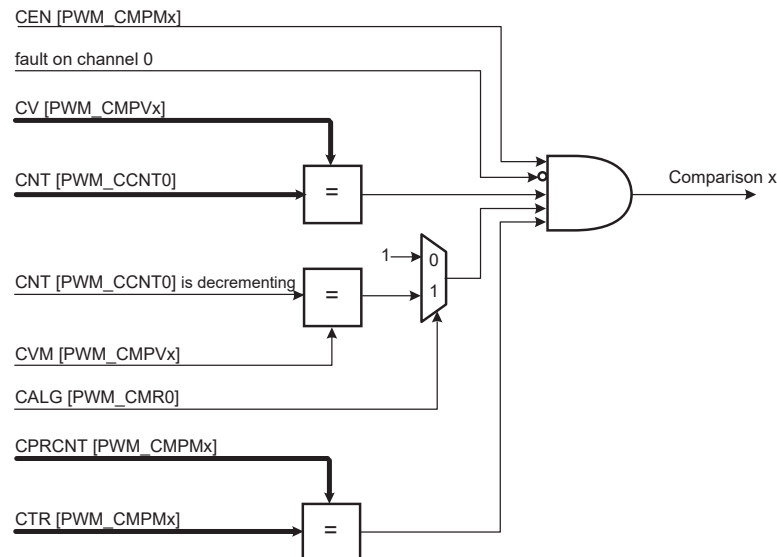 CEN [PWM_CMPMx]
fault on channel 0
CV [PWM_CMPVx]
CNT [PWM_CCNT0]
=
Comparison x
1
0
CNT [PWM_CCNT0] is decrementing
=
1
CVM [PWM_CMPVx]
CALG [PWM_CMR0]
CPRCNT [PWM_CMPMx]
CTR [PWM_CMPMx]
=